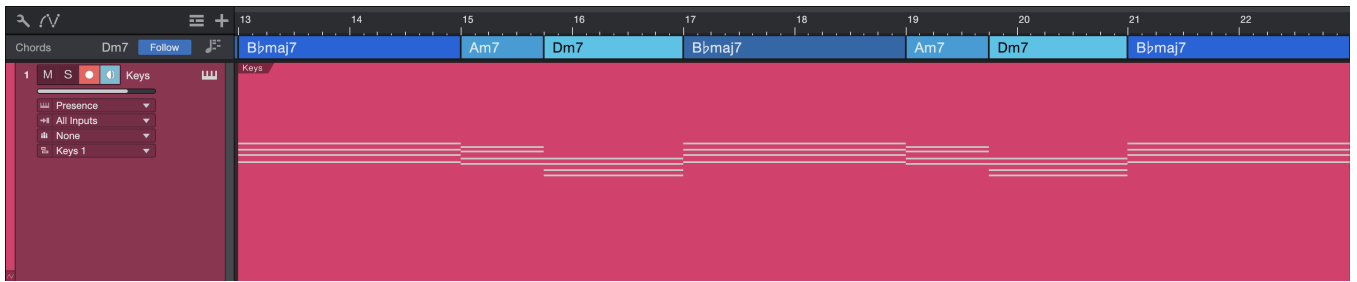 13 14 15 16 17 18 19 20 21 22
Chords Dm7 Follow B♭maj7 Am7 Dm7 B♭maj7 Am7 Dm7 B♭maj7
1 M S Keys Keys
Presence
All Inputs
None
Keys 1